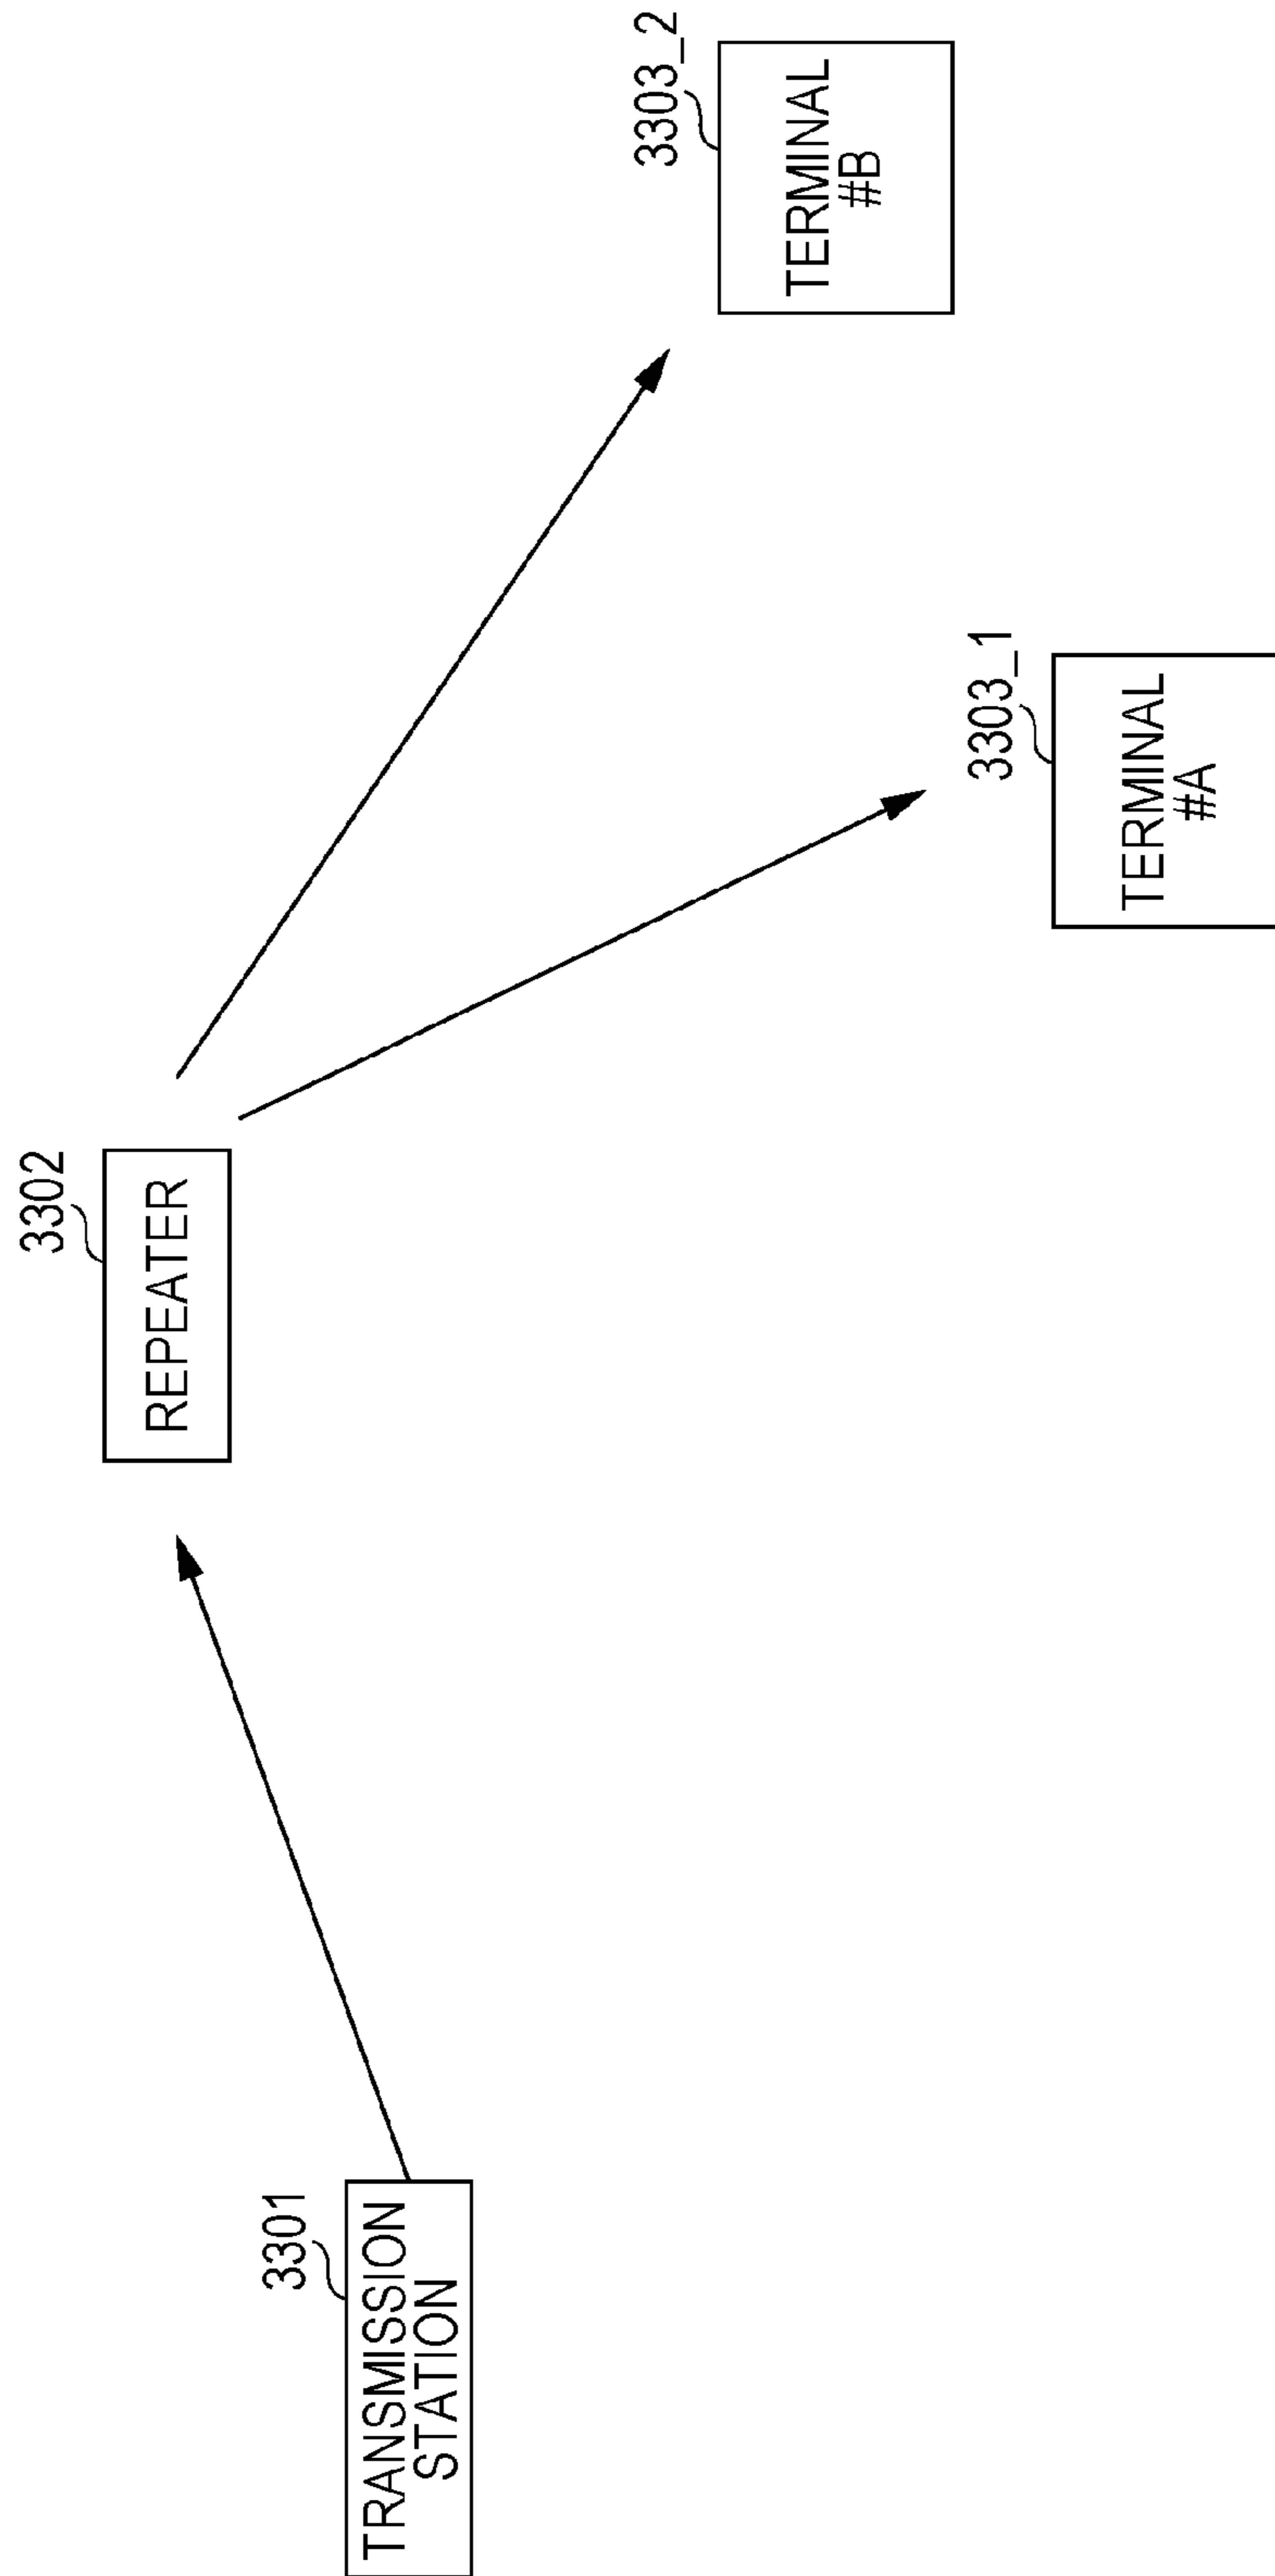 3301
TRANSMISSION
STATION
3302
REPEATER
3303_1
TERMINAL
#A
3303_2
TERMINAL
#B